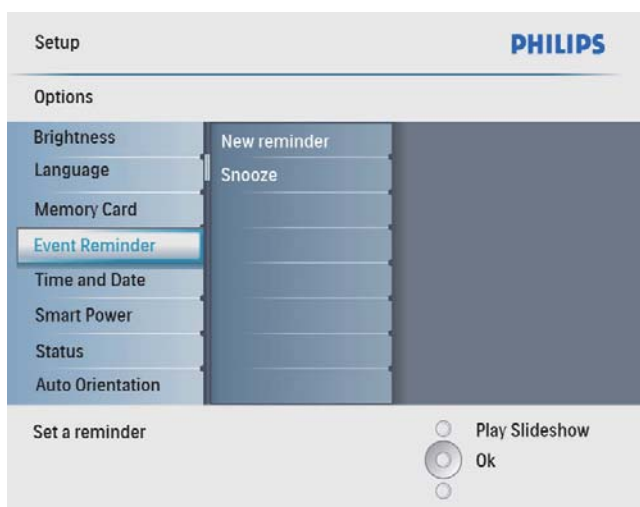 Setup
PHILIPS
Options
Brightness
Language
Memory Card
Event Reminder
Time and Date
Smart Power
Status
Auto Orientation
New reminder
Snooze
Set a reminder
Play Slideshow
Ok